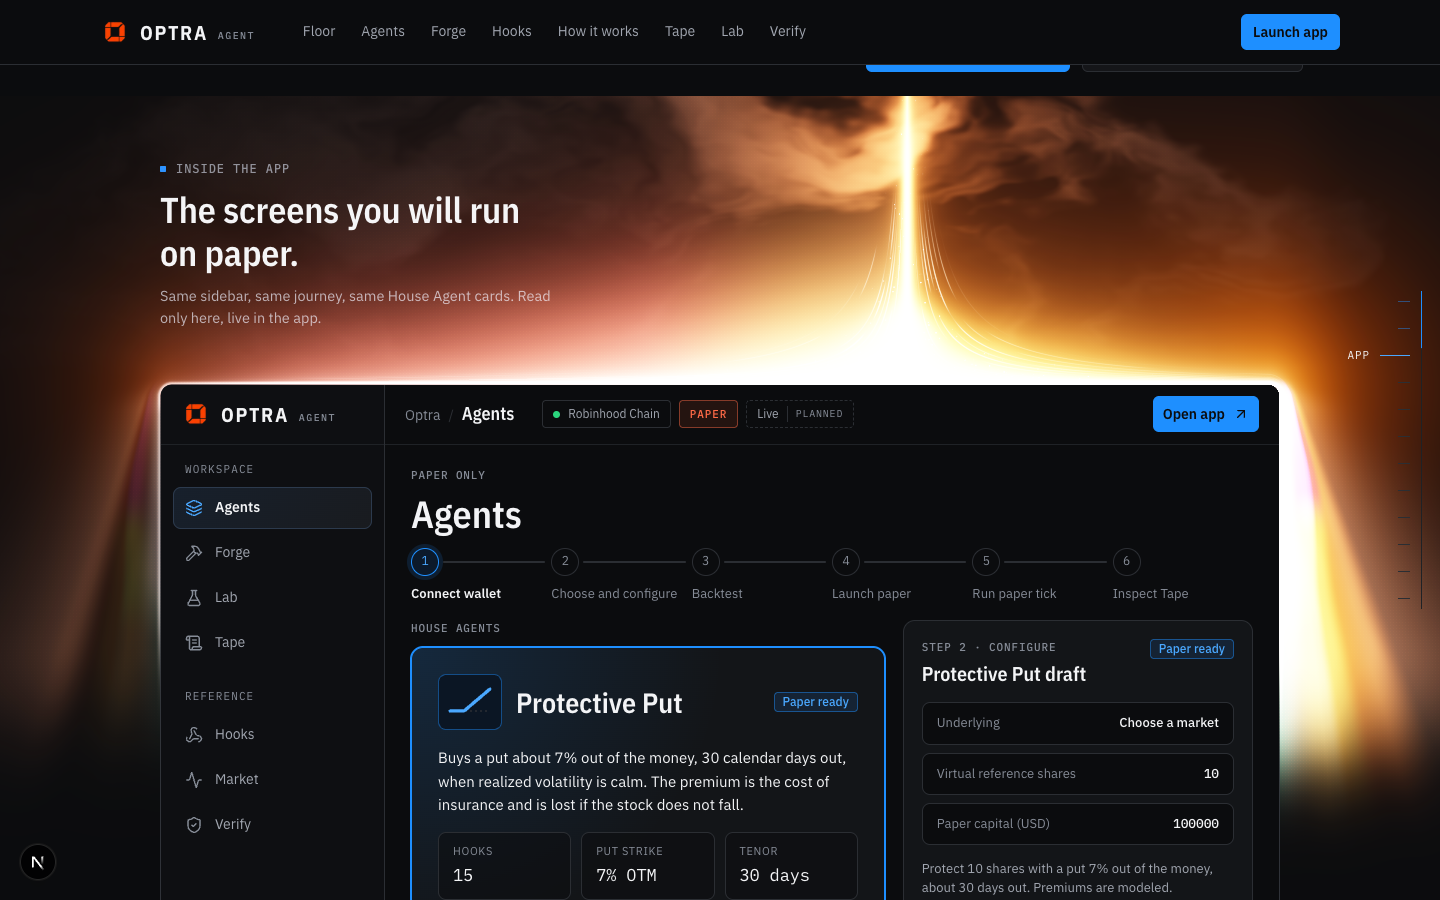 OPTRA AGENT
Floor Agents Forge Hooks How it works Tape Lab Verify
Launch app
INSIDE THE APP
The screens you will run
on paper.
Same sidebar, same journey, same House Agent cards. Read
only here, live in the app.
APP
OPTRA AGENT
Optra / Agents
Robinhood Chain
PAPER
Live PLANNED
Open app
WORKSPACE
Agents
Forge
Lab
Tape
REFERENCE
Hooks
Market
Verify
PAPER ONLY
Agents
1 2 3 4 5 6
Connect wallet Choose and configure Backtest Launch paper Run paper tick Inspect Tape
HOUSE AGENTS
Protective Put
Paper ready
Buys a put about 7% out of the money, 30 calendar days out,
when realized volatility is calm. The premium is the cost of
insurance and is lost if the stock does not fall.
HOOKS PUT STRIKE TENOR
15 7% OTM 30 days
STEP 2 · CONFIGURE
Paper ready
Protective Put draft
Underlying Choose a market
Virtual reference shares 10
Paper capital (USD) 100000
Protect 10 shares with a put 7% out of the money,
about 30 days out. Premiums are modeled.
N